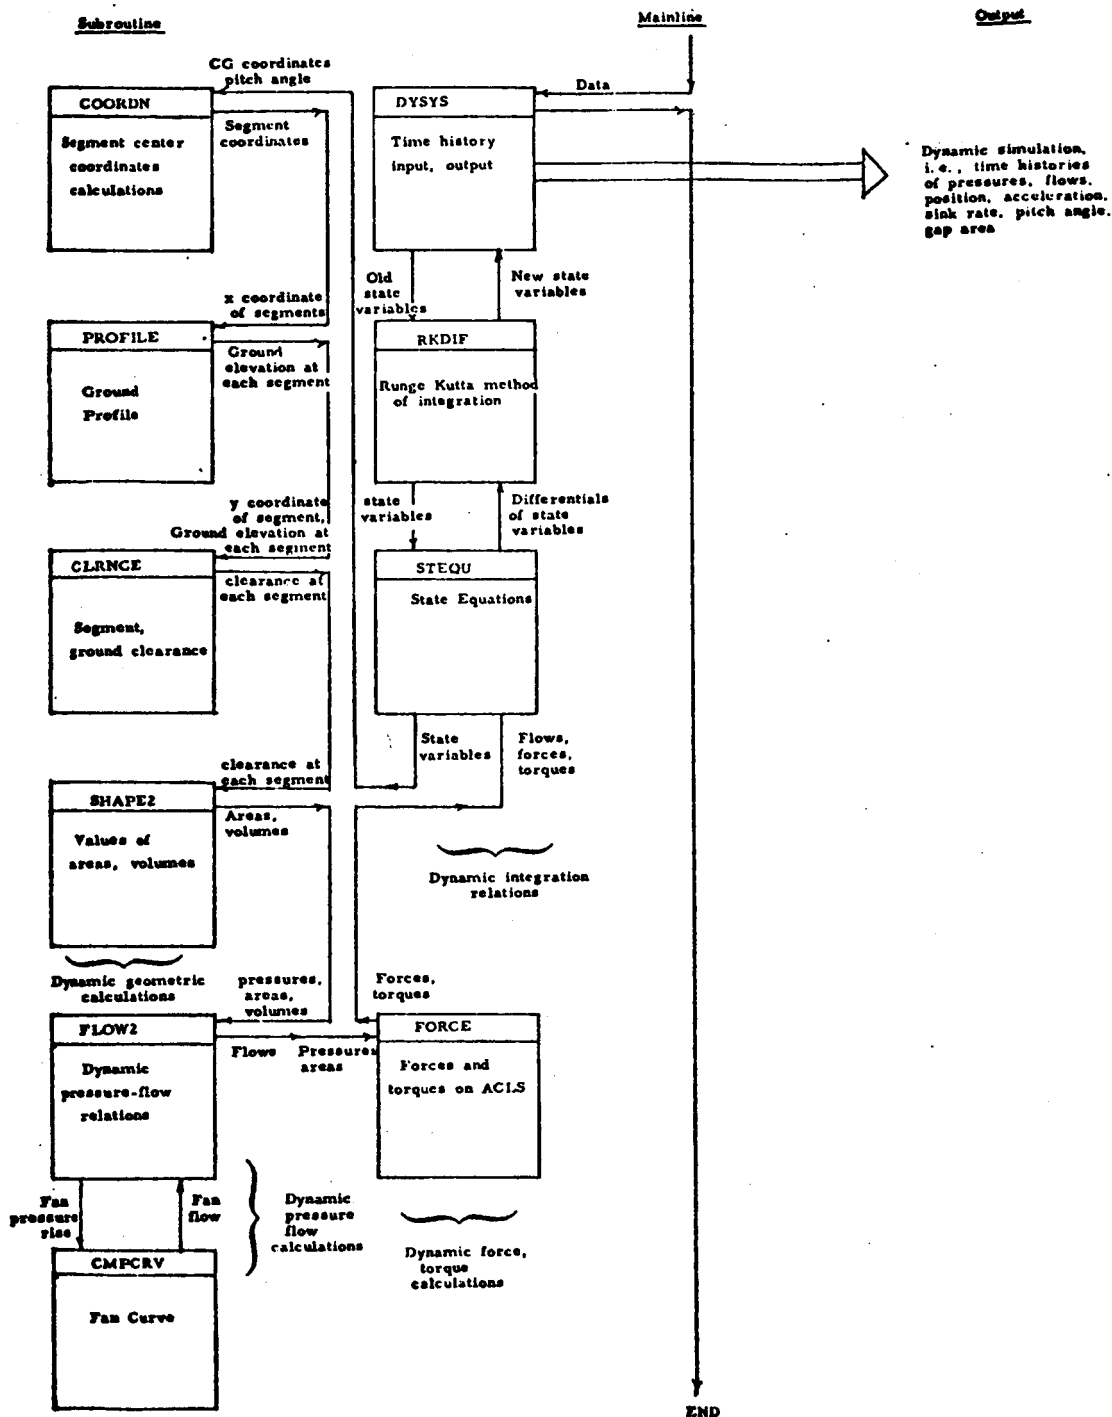 Subroutine
Mainline
Output
CG coordinates
pitch angle
COORDN
Segment center
coordinates
calculations
Segment
coordinates
Data
DYSYS
Time history
input, output
Dynamic simulation,
i. e., time histories
of pressures, flows,
position, acceleration,
sink rate, pitch angle,
gap area
Old
state
variables
New state
variables
x coordinate
of segments
PROFILE
Ground
Profile
Ground
elevation at
each segment
RKDIF
Runge Kutta method
of integration
state
variables
Differentials
of state
variables
y coordinate
of segment,
Ground elevation at
each segment
CLRNCE
Segment,
ground clearance
clearance at
each segment
STEQU
State Equations
State
variables
Flows,
forces,
torques
clearance at
each segment
SHAPE2
Values of
areas, volumes
Areas,
volumes
Dynamic integration
relations
Dynamic geometric
calculations
pressures,
areas,
volumes
Forces,
torques
FLOW2
Dynamic
pressure-flow
relations
Flows
Pressures
areas
FORCE
Forces and
torques on ACLS
Fan
pressure
rise
Fan
flow
Dynamic
pressure
flow
calculations
Dynamic force,
torque
calculations
CMPCRV
Fan Curve
END